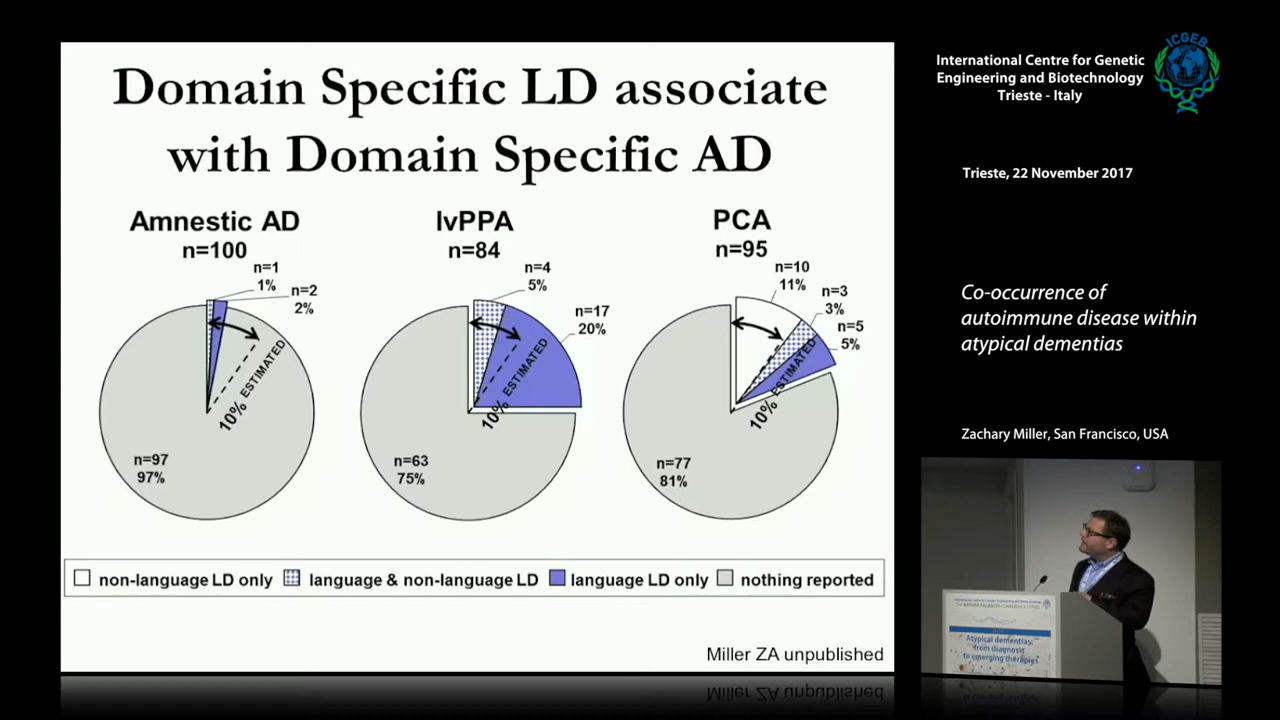 Domain Specific LD associate
with Domain Specific AD
Amnestic AD
n=100
n=1
1%
n=2
2%
10% ESTIMATED
n=97
97%
lvPPA
n=84
n=4
5%
n=17
20%
10% ESTIMATED
n=63
75%
PCA
n=95
n=10
11%
n=3
3%
n=5
5%
10% ESTIMATED
n=77
81%
non-language LD only
language & non-language LD
language LD only
nothing reported
Miller ZA unpublished
International Centre for Genetic
Engineering and Biotechnology
Trieste - Italy
ICGEB
Trieste, 22 November 2017
Co-occurrence of
autoimmune disease within
atypical dementias
Zachary Miller, San Francisco, USA
Atypical dementias:
from diagnosis
to emerging therapies